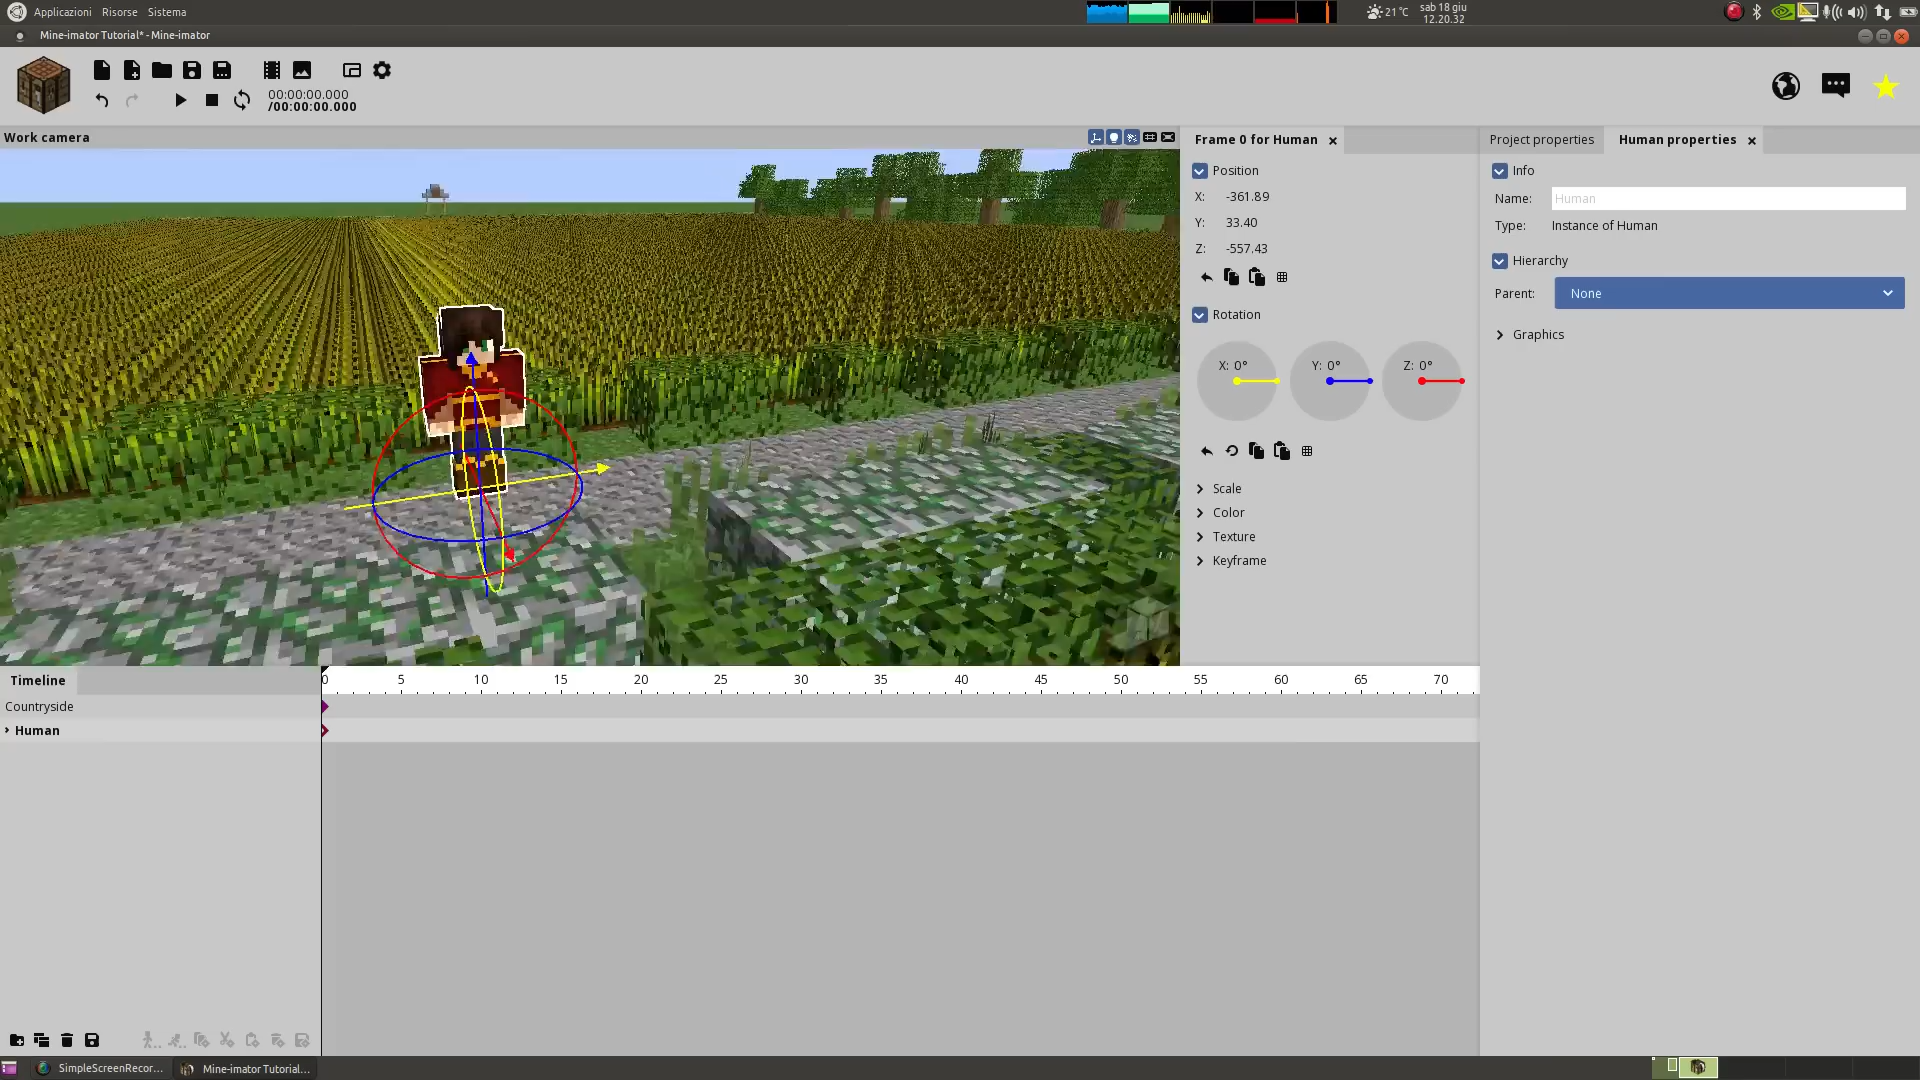 Applicazioni Risorse Sistema
21°C
sab 18 giu
12.20.32
Mine-imator Tutorial* - Mine-imator
00:00:00.000
/00:00:00.000
Work camera
Frame 0 for Human
Position
X: -361.89
Y: 33.40
Z: -557.43
Rotation
X: 0° Y: 0° Z: 0°
Scale
Color
Texture
Keyframe
Project properties Human properties
Info
Name: Human
Type: Instance of Human
Hierarchy
Parent: None
Graphics
Timeline
0 5 10 15 20 25 30 35 40 45 50 55 60 65 70
Countryside
Human
SimpleScreenRecor...
Mine-imator Tutorial...